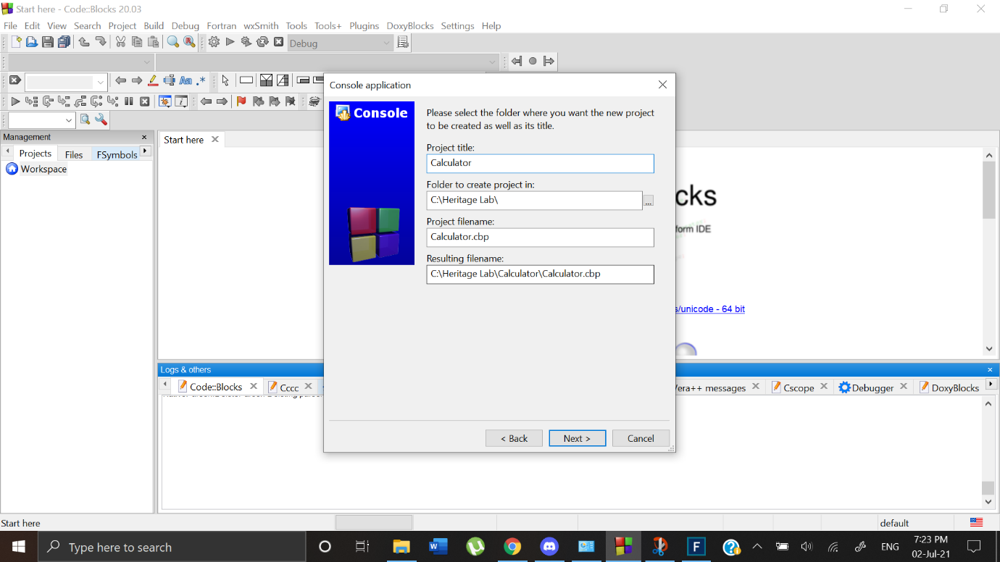 Start here - Code::Blocks 20.03
File Edit View Search Project Build Debug Fortran wxSmith Tools Tools+ Plugins DoxyBlocks Settings Help
Debug
Aa .*
Management
Projects Files FSymbols
Workspace
Start here
Console application
Console
Please select the folder where you want the new project
to be created as well as its title.
Project title:
Calculator
Folder to create project in:
C:\Heritage Lab\
...
Project filename:
Calculator.cbp
Resulting filename:
C:\Heritage Lab\Calculator\Calculator.cbp
< Back Next > Cancel
cks
form IDE
s/unicode - 64 bit
Logs & others
Code::Blocks Cccc Vera++ messages Cscope Debugger DoxyBlocks
Start here default
Type here to search
W
F
ENG
7:23 PM
02-Jul-21